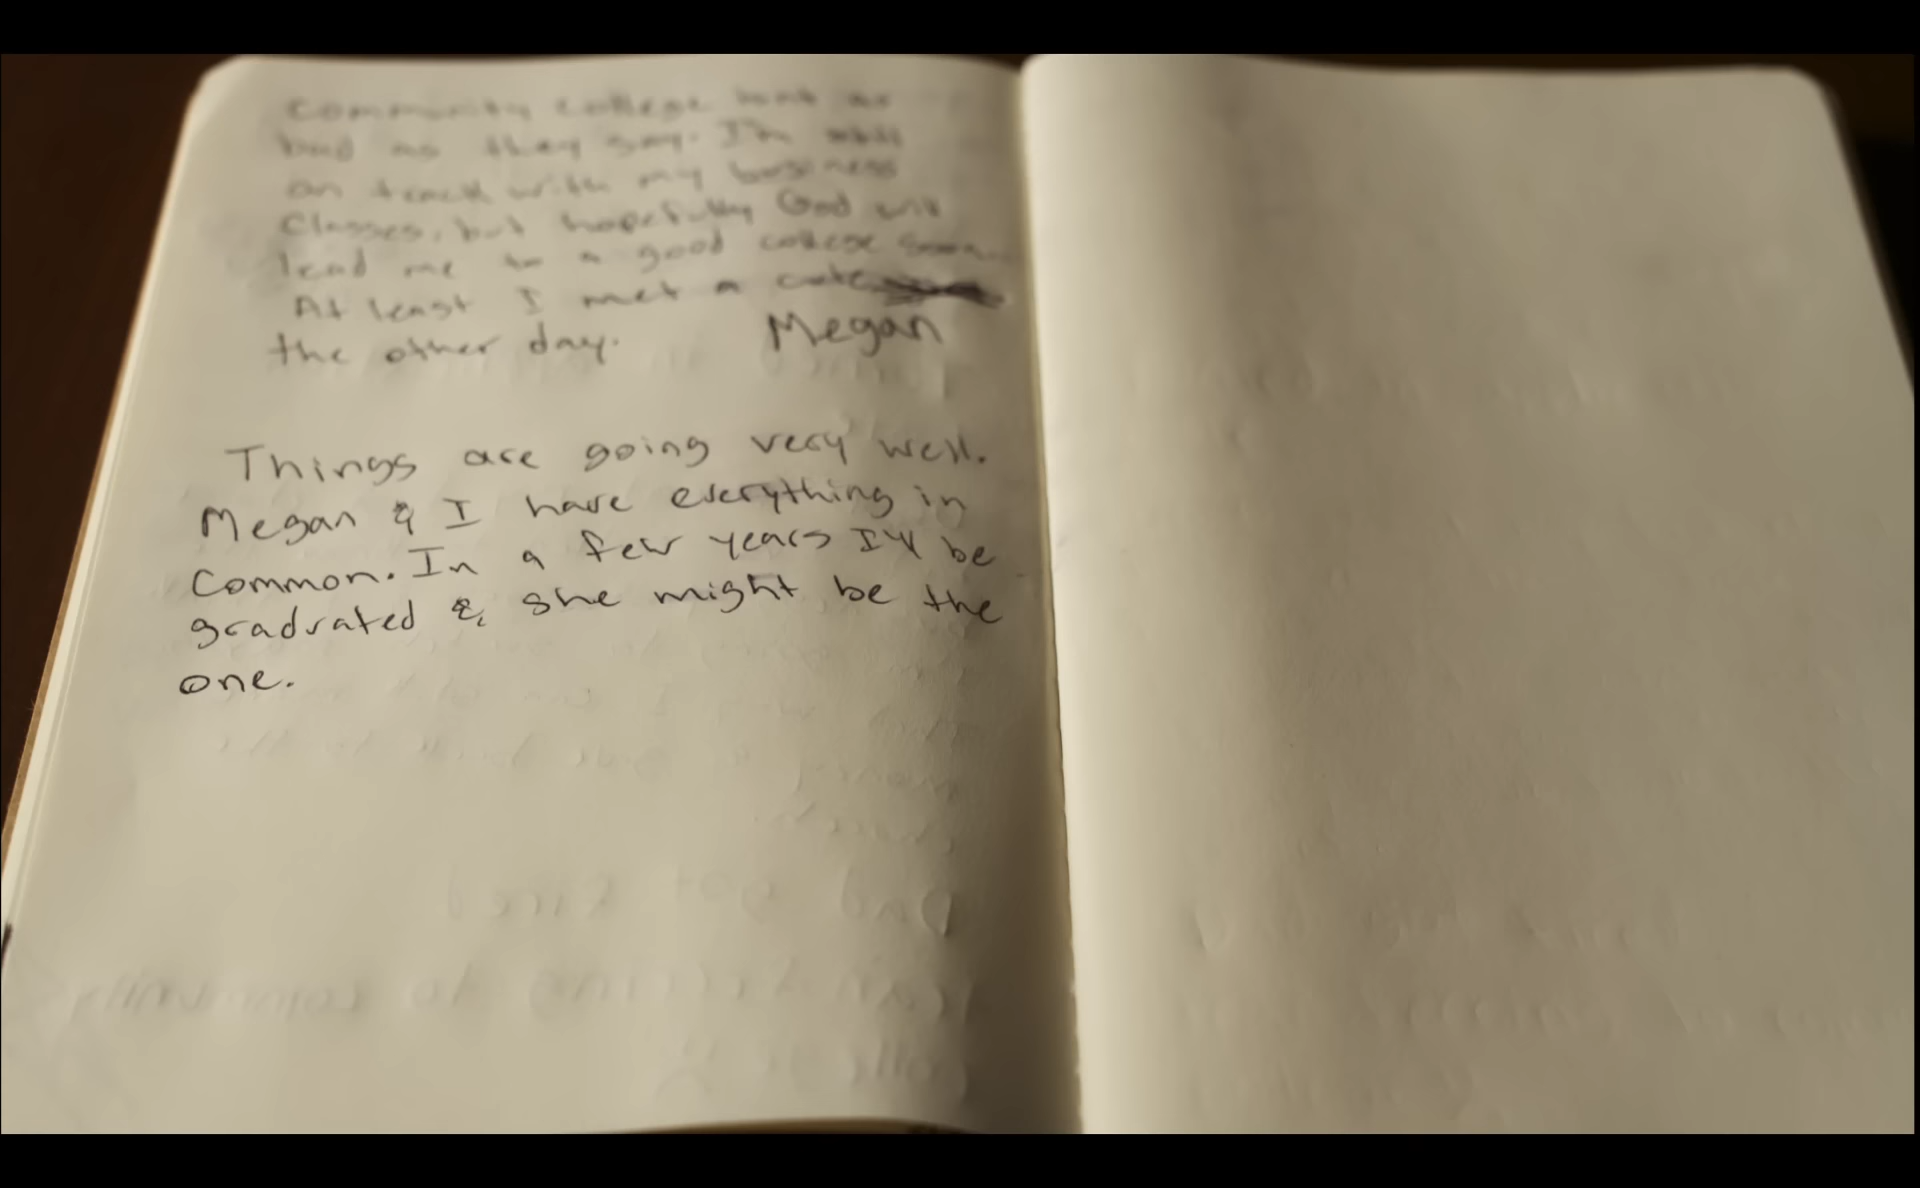 Community college isnt as
bad as they say. I'm still
on track with my business
Classes, but hopefully God will
lead me to a good college soon.
At least I met a cute
the other day. Megan
Things are going very well.
Megan & I have everything in
Common. In a few years I'll be
graduated & she might be the
one.